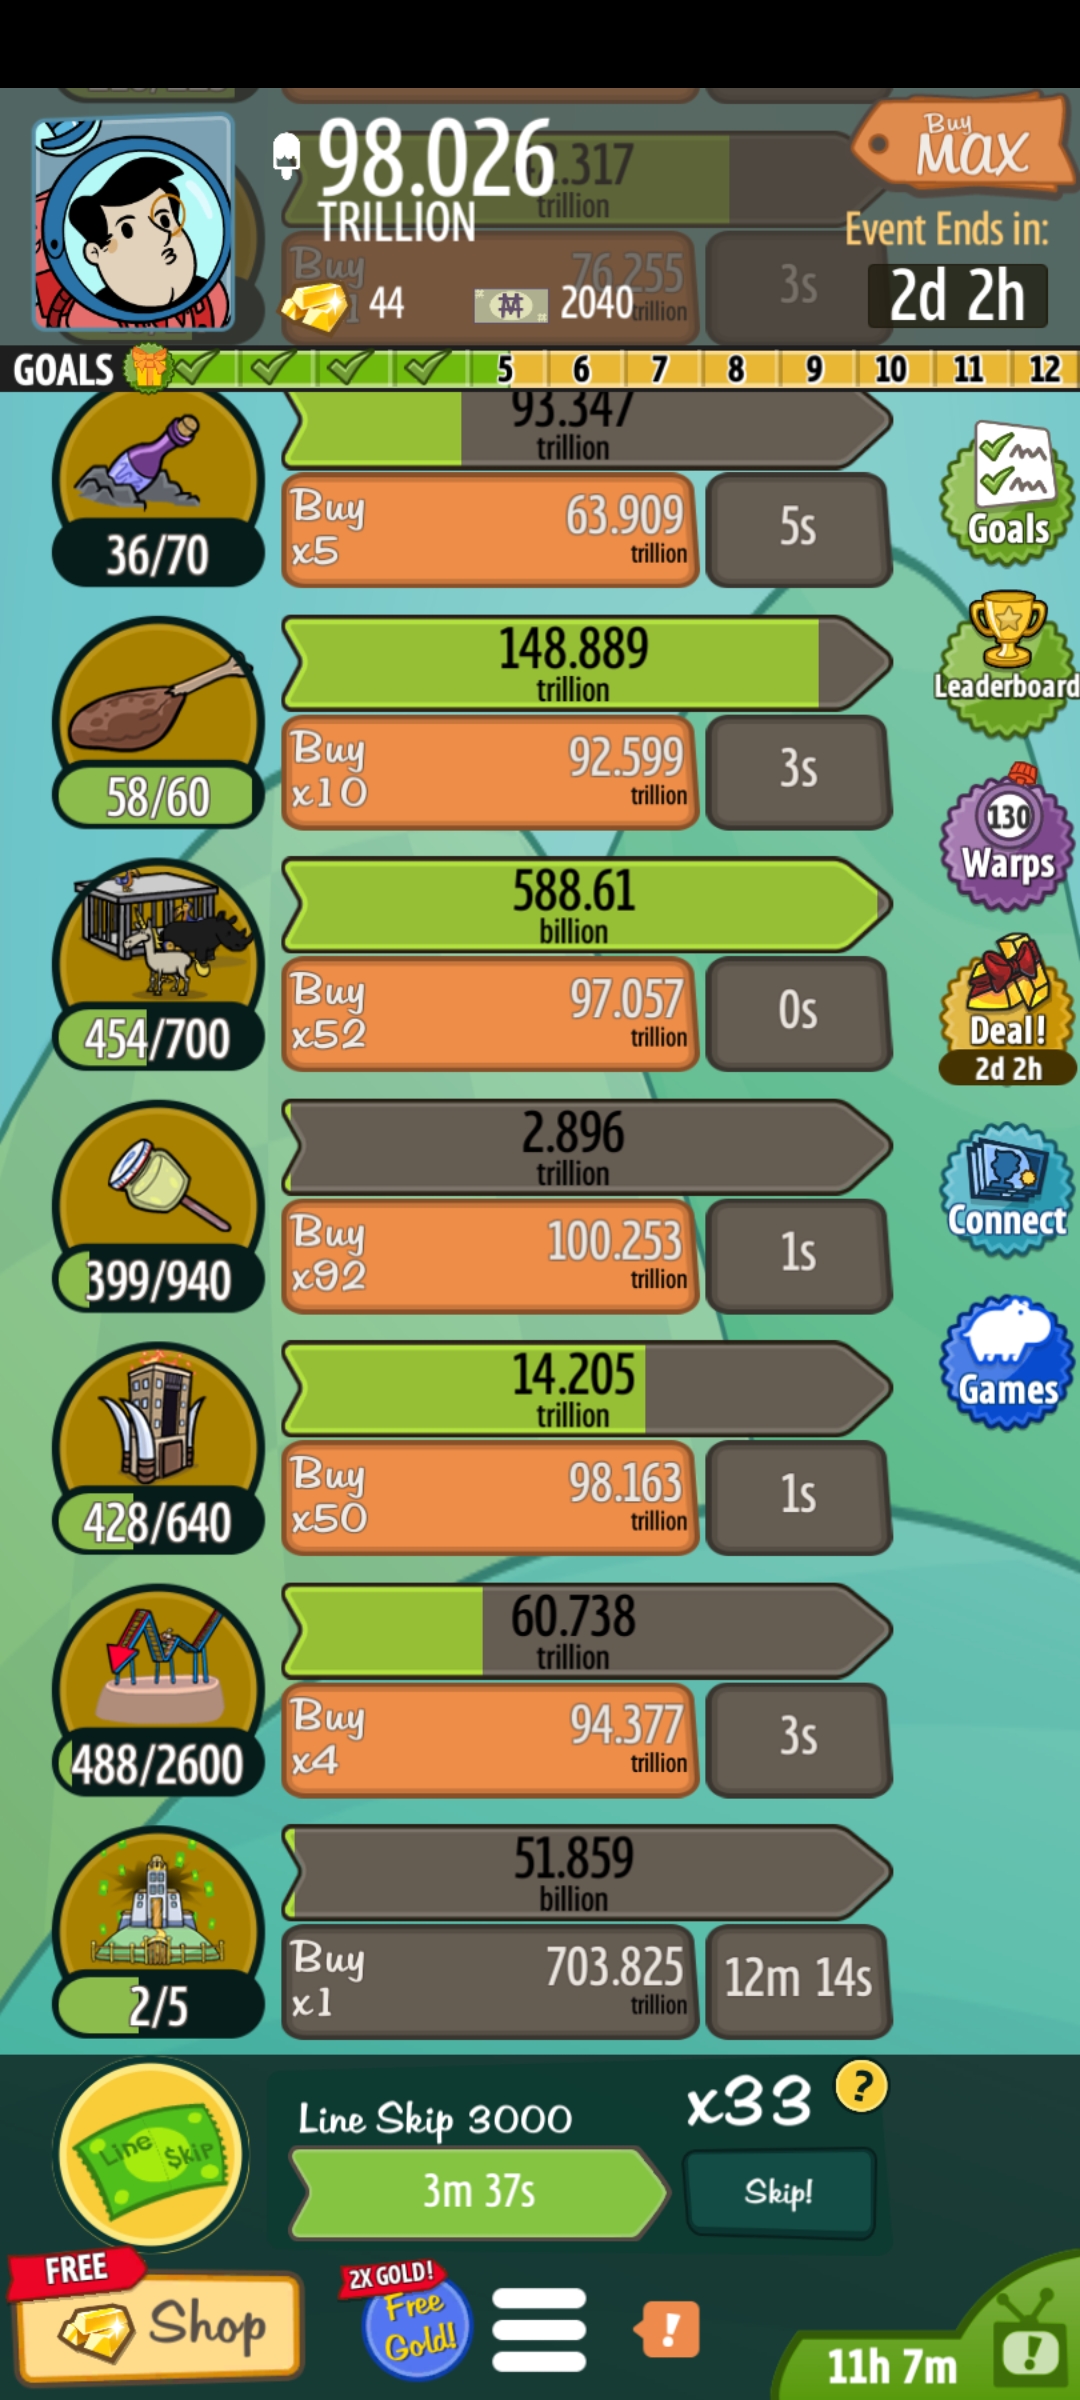 98.026
TRILLION
.317
trillion
Buy
MAX
Event Ends in:
2d 2h
Buy
76.255
trillion
3s
44
2040
GOALS
5 6 7 8 9 10 11 12
93.347
trillion
36/70
Buy
x5
63.909
trillion
5s
Goals
148.889
trillion
58/60
Buy
x10
92.599
trillion
3s
Leaderboard
130
Warps
588.61
billion
454/700
Buy
x52
97.057
trillion
0s
Deal!
2d 2h
2.896
trillion
399/940
Buy
x92
100.253
trillion
1s
Connect
14.205
trillion
428/640
Buy
x50
98.163
trillion
1s
Games
60.738
trillion
488/2600
Buy
x4
94.377
trillion
3s
51.859
billion
2/5
Buy
x1
703.825
trillion
12m 14s
Line $kip
Line Skip 3000
x33
?
3m 37s
Skip!
FREE
Shop
2X GOLD!
Free
Gold!
!
11h 7m
!